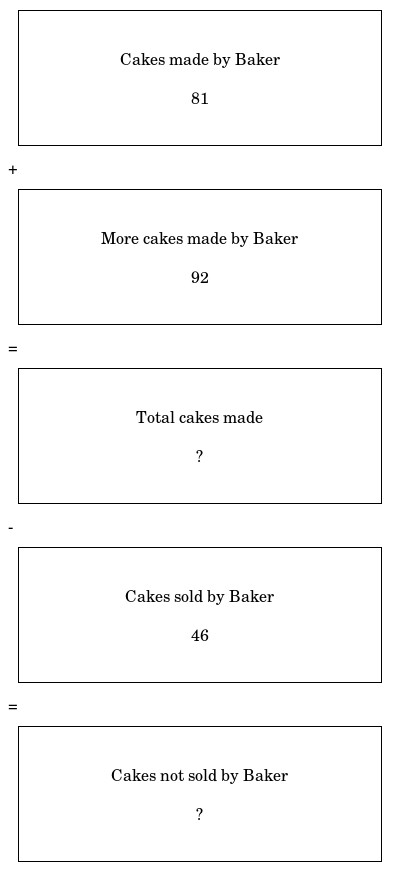 Cakes made by Baker
81
+
More cakes made by Baker
92
=
Total cakes made
?
-
Cakes sold by Baker
46
=
Cakes not sold by Baker
?